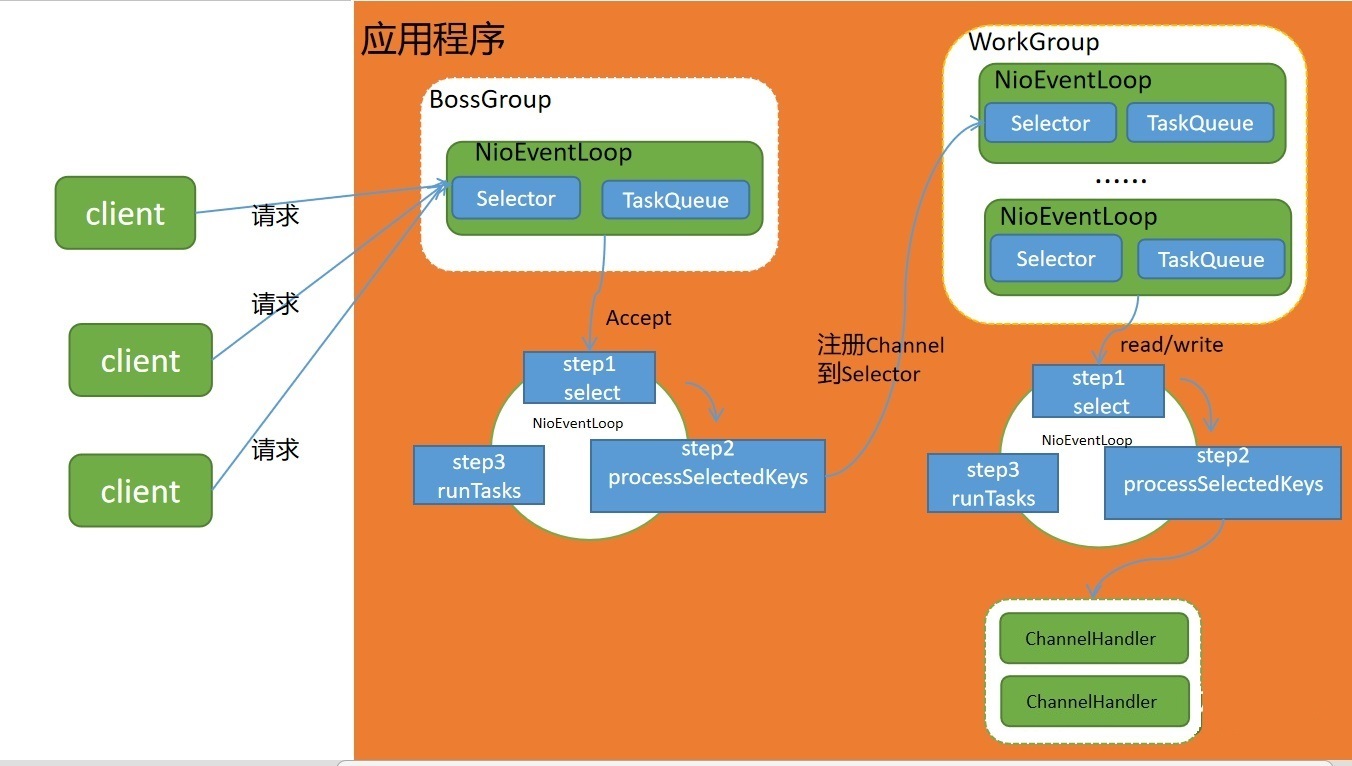 应用程序
client
请求
client
请求
client
请求
BossGroup
NioEventLoop
Selector
TaskQueue
Accept
step1
select
NioEventLoop
step2
processSelectedKeys
step3
runTasks
注册Channel
到Selector
WorkGroup
NioEventLoop
Selector
TaskQueue
......
NioEventLoop
Selector
TaskQueue
read/write
step1
select
NioEventLoop
step2
processSelectedKeys
step3
runTasks
ChannelHandler
ChannelHandler